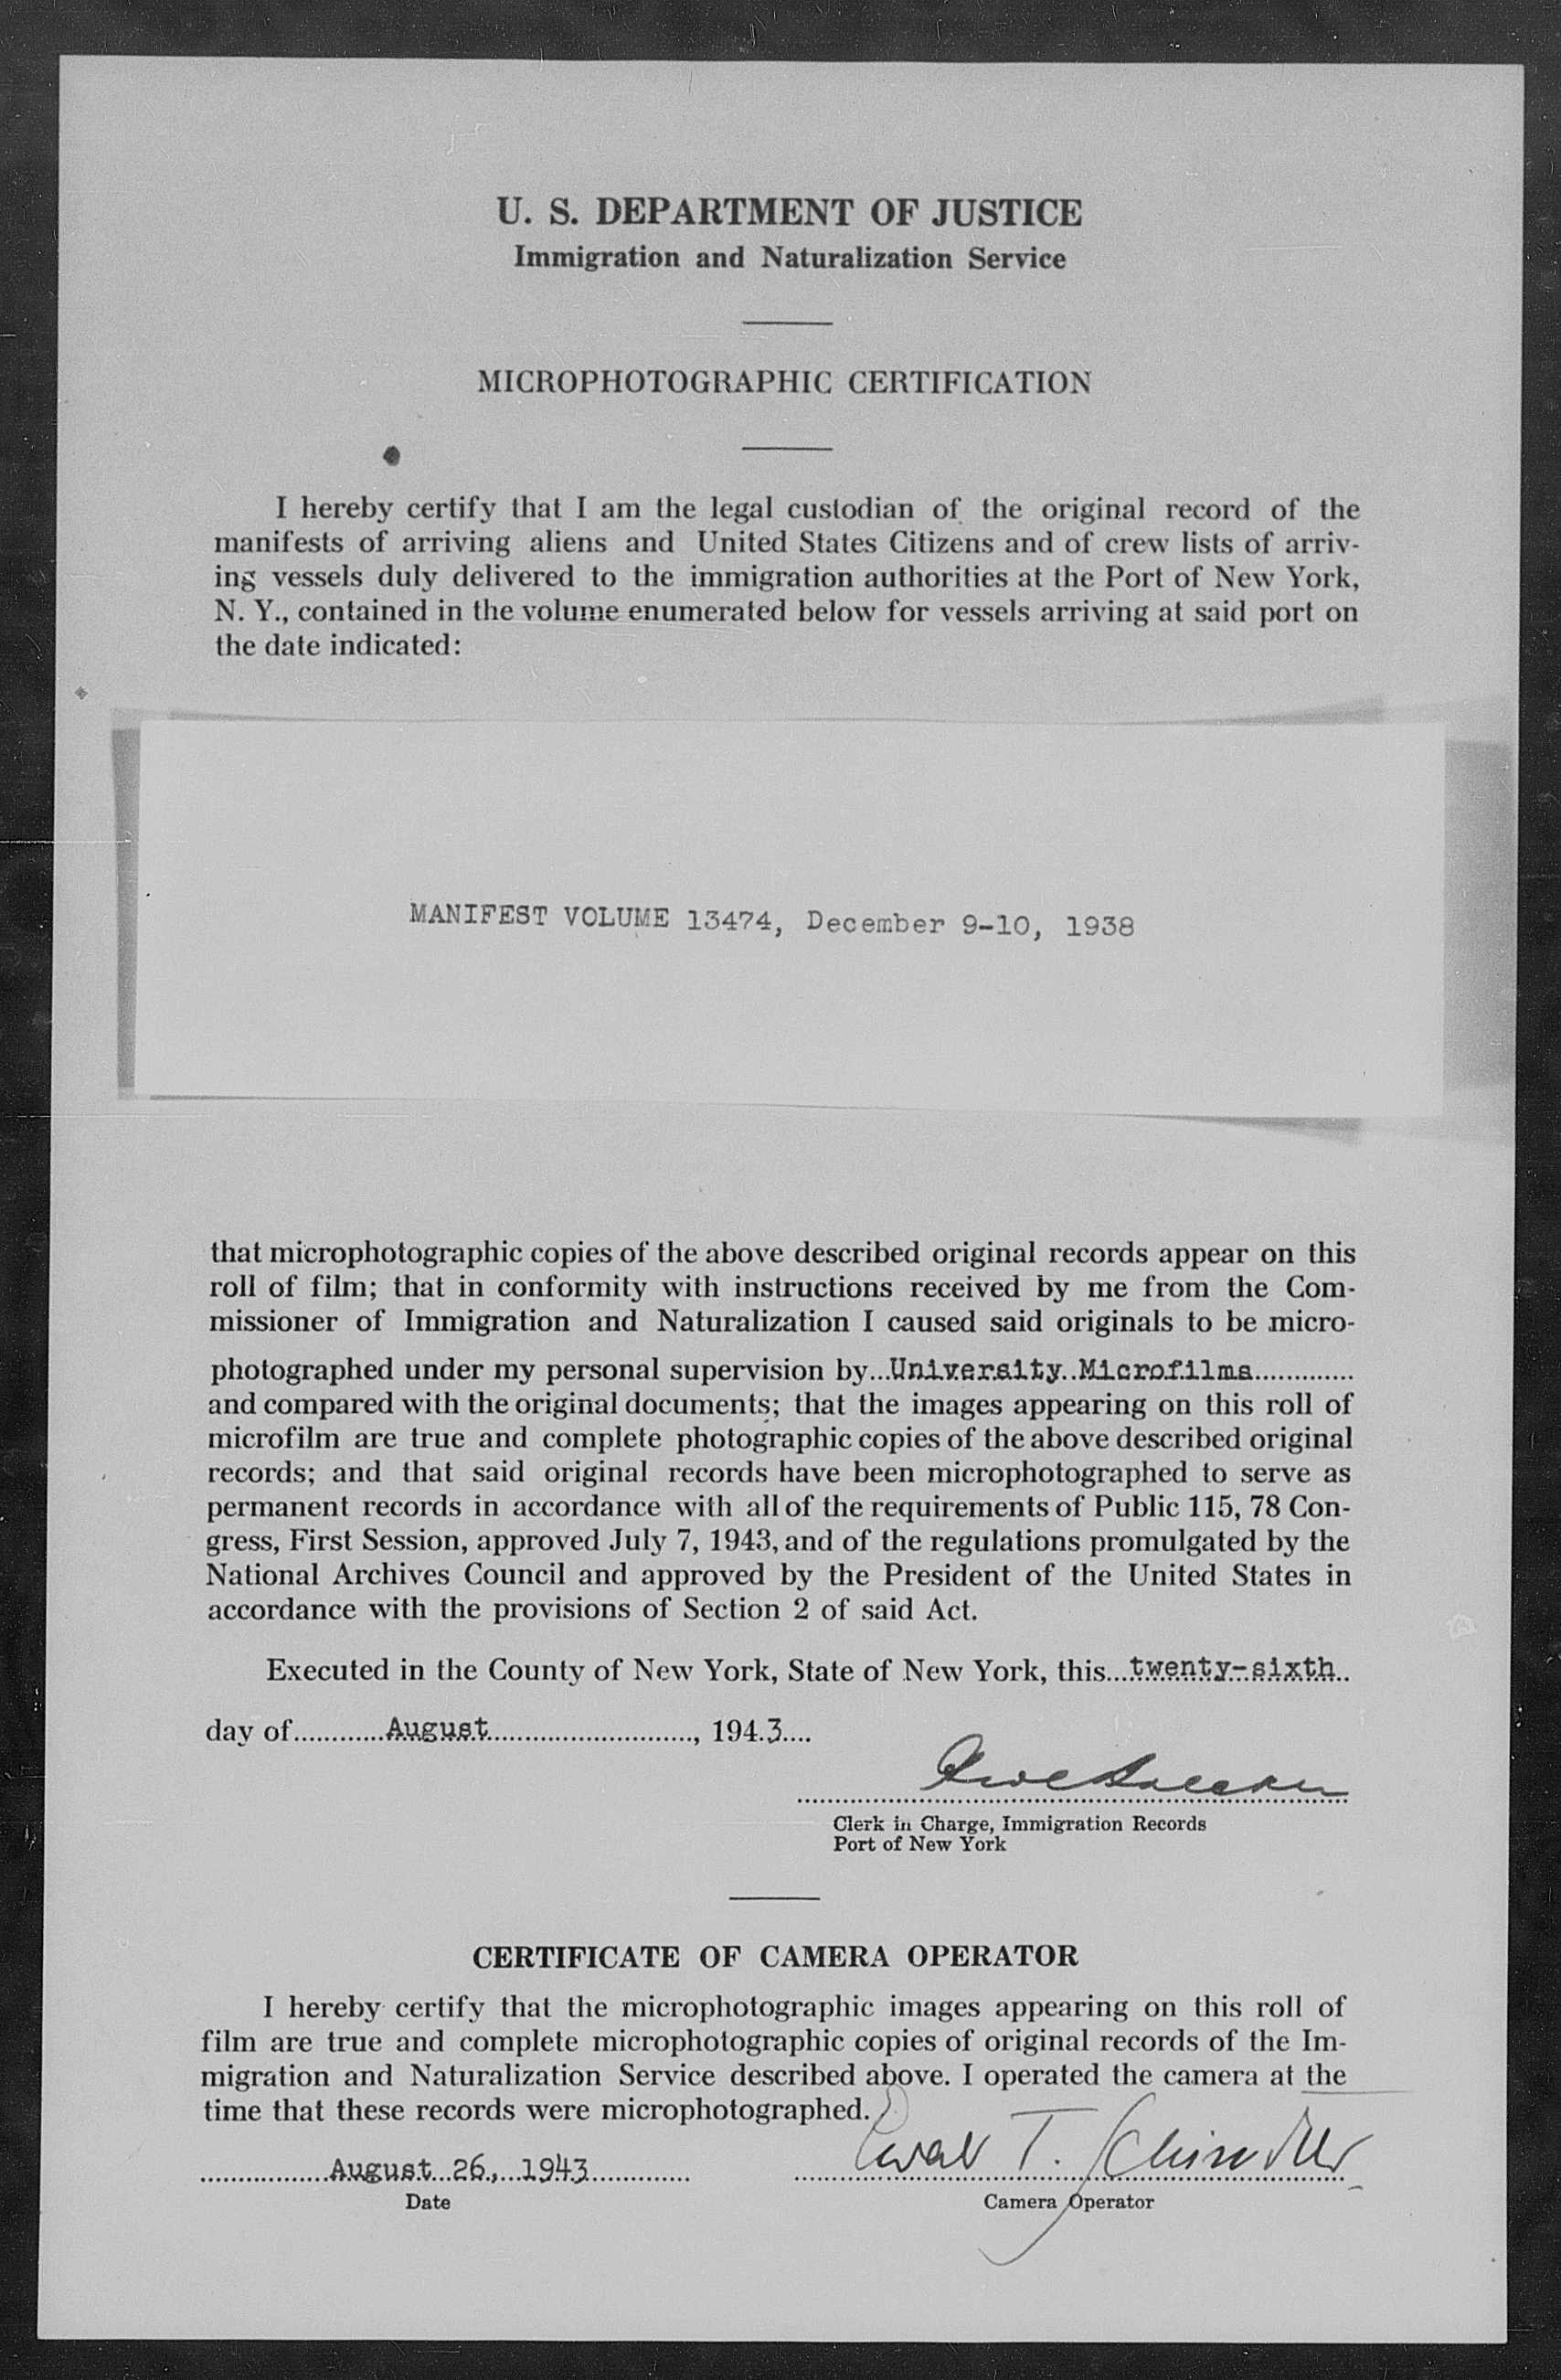 U. S. DEPARTMENT OF JUSTICE
Immigration and Naturalization Service
MICROPHOTOGRAPHIC CERTIFICATION
I hereby certify that I am the legal custodian of the original record of the
manifests of arriving aliens and United States Citizens and of crew lists of arriv-
ing vessels duly delivered to the immigration authorities at the Port of New York,
N. Y., contained in the volume enumerated below for vessels arriving at said port on
the date indicated:
MANIFEST VOLUME 13474, December 9-10, 1938
that microphotographic copies of the above described original records appear on this
roll of film; that in conformity with instructions received by me from the Com-
missioner of Immigration and Naturalization I caused said originals to be micro-
photographed under my personal supervision by...University Microfilms.............
and compared with the original documents; that the images appearing on this roll of
microfilm are true and complete photographic copies of the above described original
records; and that said original records have been microphotographed to serve as
permanent records in accordance with all of the requirements of Public 115, 78 Con-
gress, First Session, approved July 7, 1943, and of the regulations promulgated by the
National Archives Council and approved by the President of the United States in
accordance with the provisions of Section 2 of said Act.
Executed in the County of New York, State of New York, this...twenty-sixth..
day of............August..........................., 194.3....
Clerk in Charge, Immigration Records
Port of New York
CERTIFICATE OF CAMERA OPERATOR
I hereby certify that the microphotographic images appearing on this roll of
film are true and complete microphotographic copies of original records of the Im-
migration and Naturalization Service described above. I operated the camera at the
time that these records were microphotographed.
T. Schindler
August 26, 1943
Date
Camera Operator